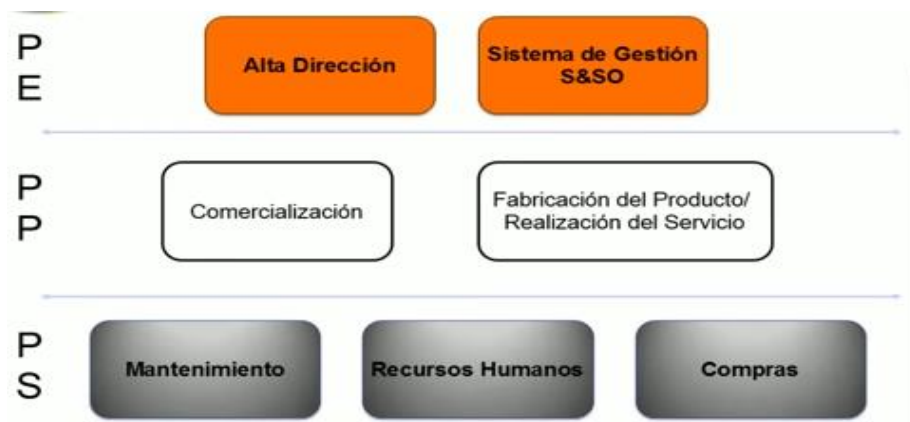 P
E
Alta Dirección
Sistema de Gestión
S&SO
P
P
Comercialización
Fabricación del Producto/
Realización del Servicio
P
S
Mantenimiento
Recursos Humanos
Compras